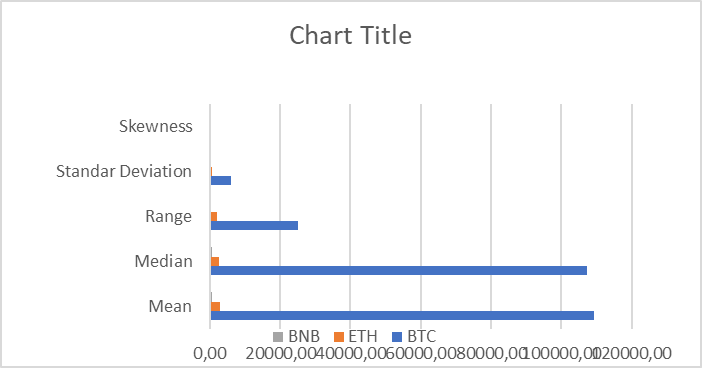 Chart Title
Skewness
Standar Deviation
Range
Median
Mean
BNB ETH BTC
0,00 20000,00 40000,00 60000,00 80000,00 100000,00 120000,00